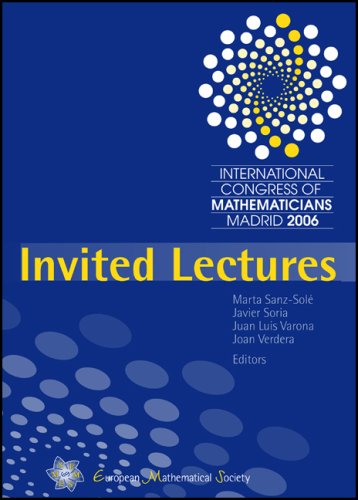 INTERNATIONAL
CONGRESS OF
MATHEMATICIANS
MADRID 2006
Invited Lectures
Marta Sanz-Solé
Javier Soria
Juan Luis Varona
Joan Verdera
Editors
European Mathematical Society